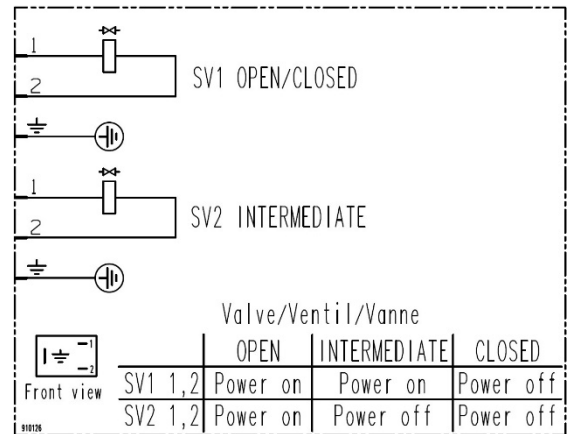 1
2
SV1 OPEN/CLOSED
1
2
SV2 INTERMEDIATE
Valve/Ventil/Vanne
OPEN INTERMEDIATE CLOSED
SV1 1,2 Power on Power on Power off
SV2 1,2 Power on Power off Power off
1
2
Front view
910126